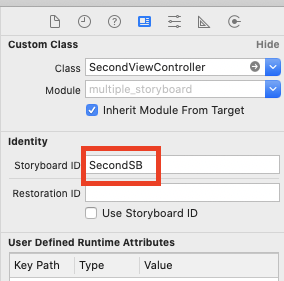 Custom Class
Hide
Class SecondViewController
Module multiple_storyboard
Inherit Module From Target
Identity
Storyboard ID SecondSB
Restoration ID
Use Storyboard ID
User Defined Runtime Attributes
Key Path Type Value